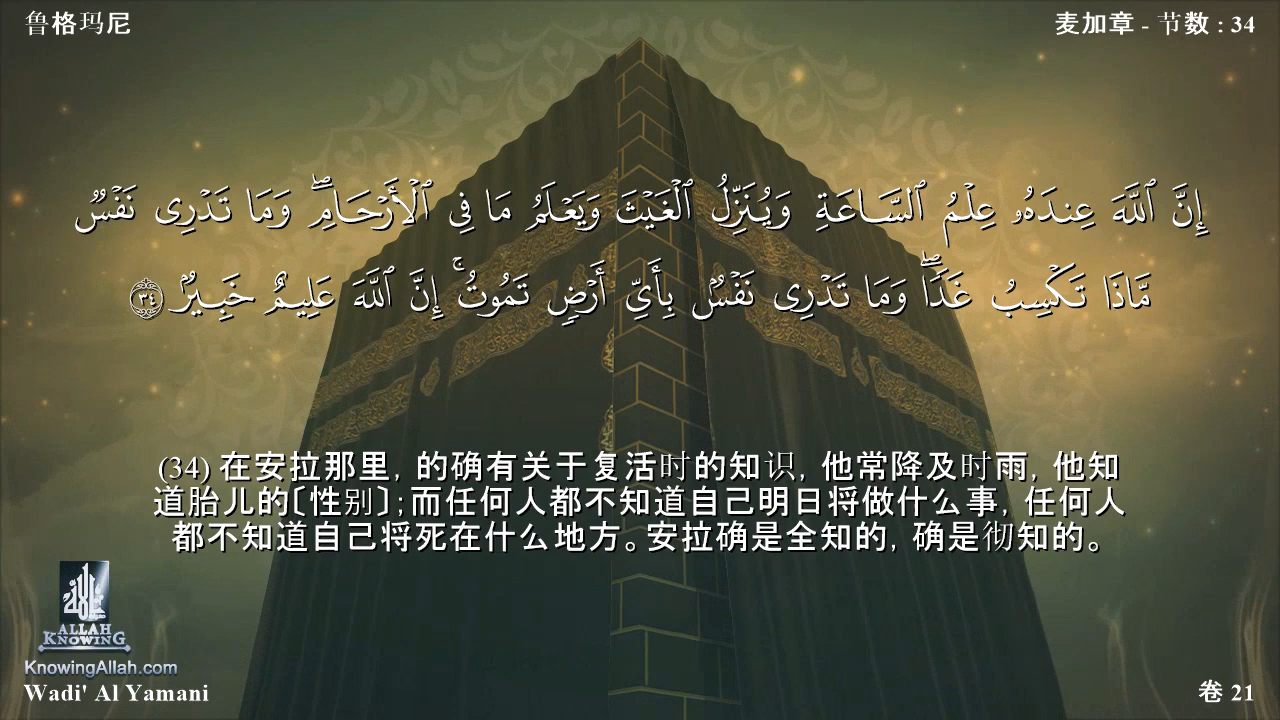 鲁格玛尼
麦加章 - 节数 : 34
إِنَّ ٱللَّهَ عِندَهُۥ عِلْمُ ٱلسَّاعَةِ وَيُنَزِّلُ ٱلْغَيْثَ وَيَعْلَمُ مَا فِى ٱلْأَرْحَامِ ۖ وَمَا تَدْرِى نَفْسٌ
مَّاذَا تَكْسِبُ غَدًا ۖ وَمَا تَدْرِى نَفْسٌۢ بِأَىِّ أَرْضٍ تَمُوتُ ۚ إِنَّ ٱللَّهَ عَلِيمٌ خَبِيرٌۢ ٣٤
(34) 在安拉那里, 的确有关于复活时的知识, 他常降及时雨, 他知
道胎儿的〔性别〕; 而任何人都不知道自己明日将做什么事, 任何人
都不知道自己将死在什么地方。安拉确是全知的, 确是彻知的。
ALLAH
KNOWING
KnowingAllah.com
Wadi' Al Yamani
卷 21